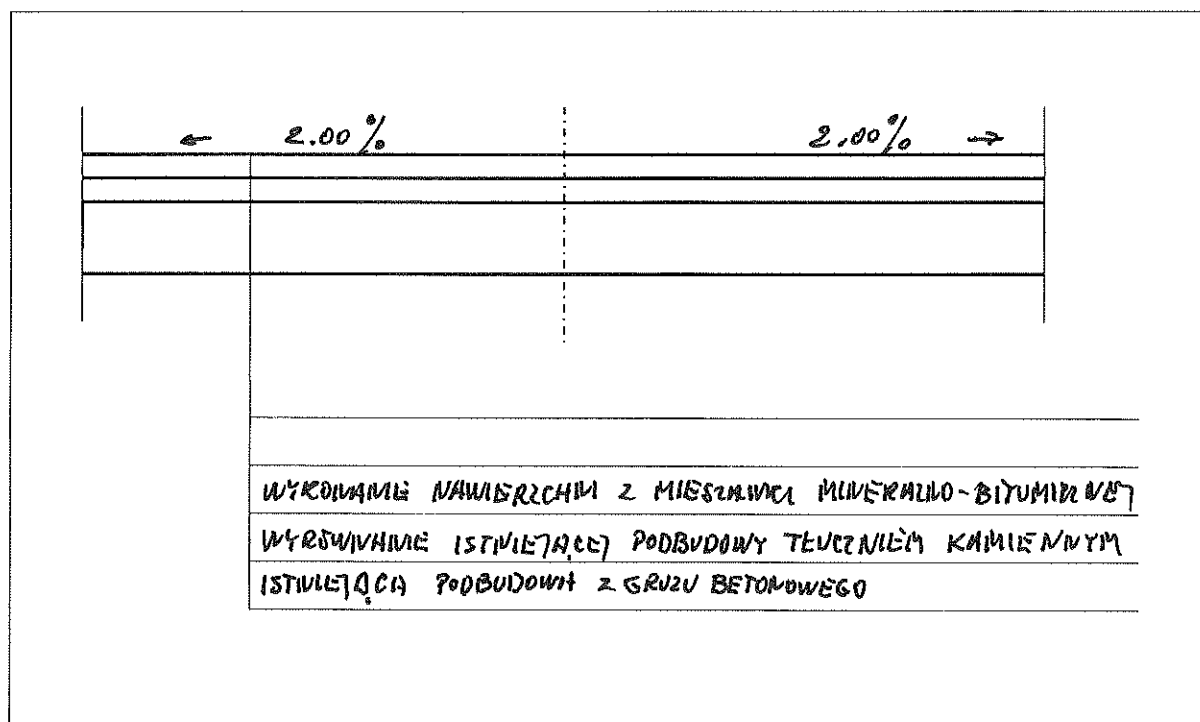 ← 2.00% 2.00% →
WYKONANIE NAWIERZCHNI Z MIESZANKI MINERALNO-BITUMICZNEJ
WYRÓWNANIE ISTNIEJĄCEJ PODBUDOWY TŁUCZNIEM KAMIENNYM
ISTNIEJĄCA PODBUDOWA Z GRUZU BETONOWEGO